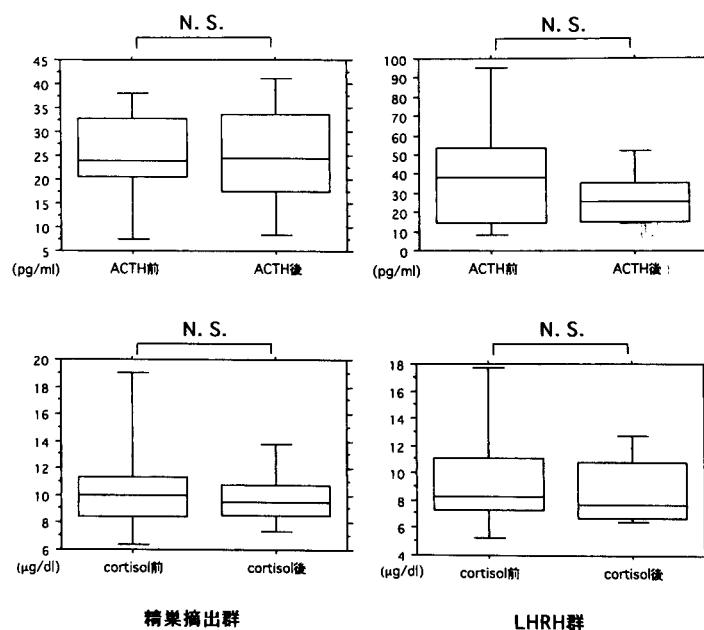 N. S.
N. S.
45
40
35
30
25
20
15
10
5
(pg/ml)
ACTH前
ACTH後
100
90
80
70
60
50
40
30
20
10
0
(pg/ml)
ACTH前
ACTH後
N. S.
N. S.
20
18
16
14
12
10
8
6
(μg/dl)
cortisol前
cortisol後
18
16
14
12
10
8
6
4
(μg/dl)
cortisol前
cortisol後
精巣摘出群
LHRH群